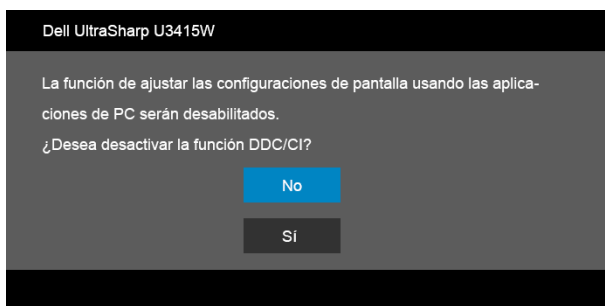 Dell UltraSharp U3415W
La función de ajustar las configuraciones de pantalla usando las aplica-
ciones de PC serán desabilitados.
¿Desea desactivar la función DDC/CI?
No
Sí